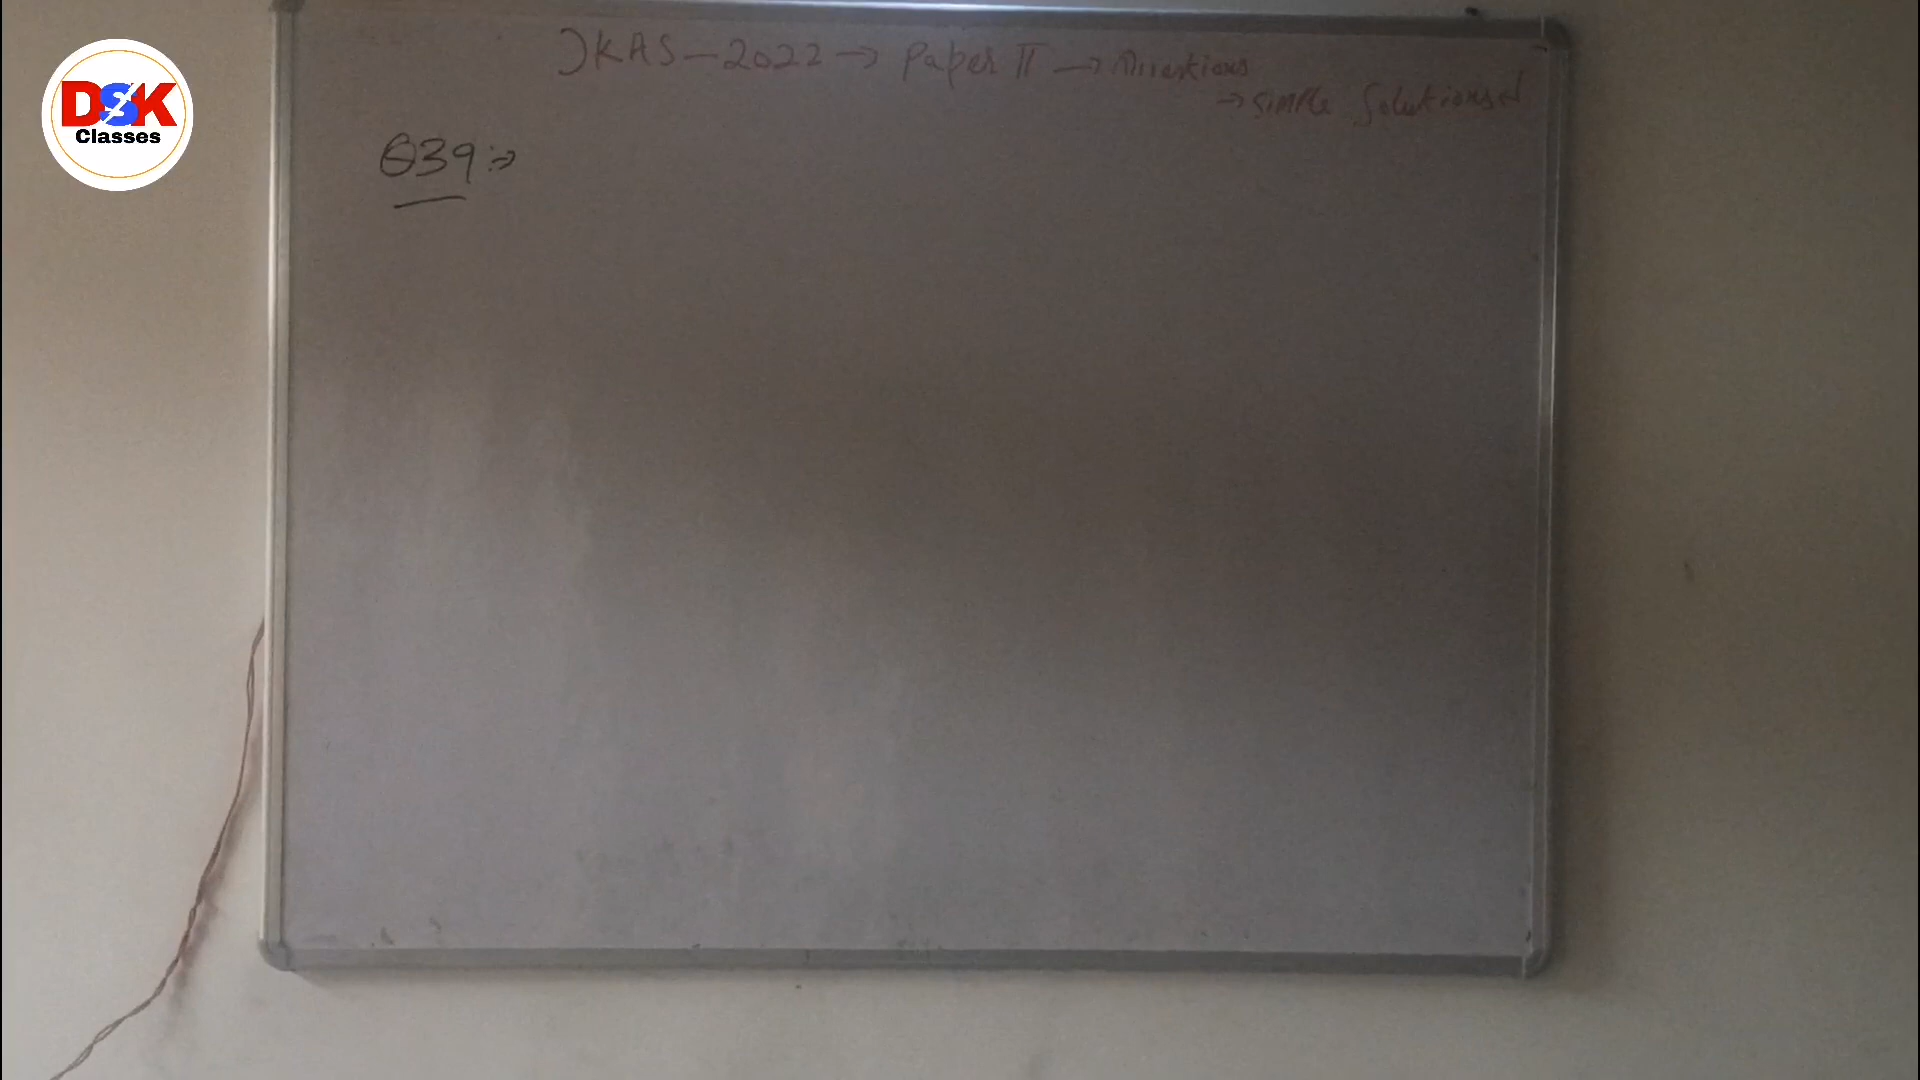 DSK
Classes
JKAS-2022 → Paper II → Directions
→ Simple Solutions
Q39:→